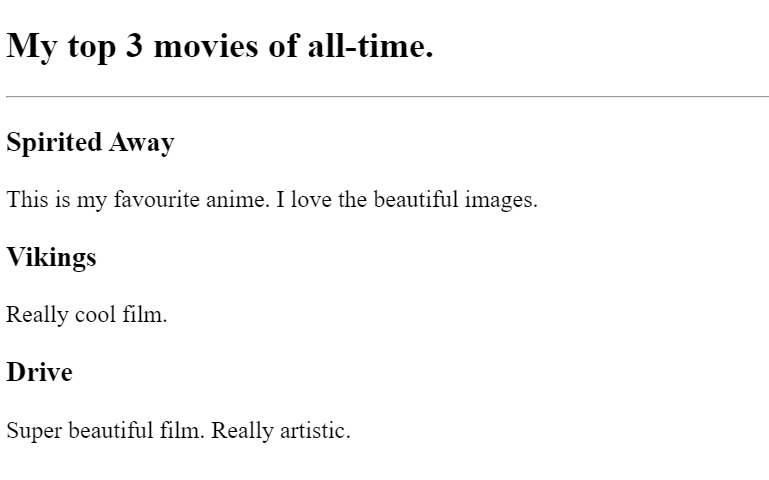 My top 3 movies of all-time.
Spirited Away
This is my favourite anime. I love the beautiful images.
Vikings
Really cool film.
Drive
Super beautiful film. Really artistic.